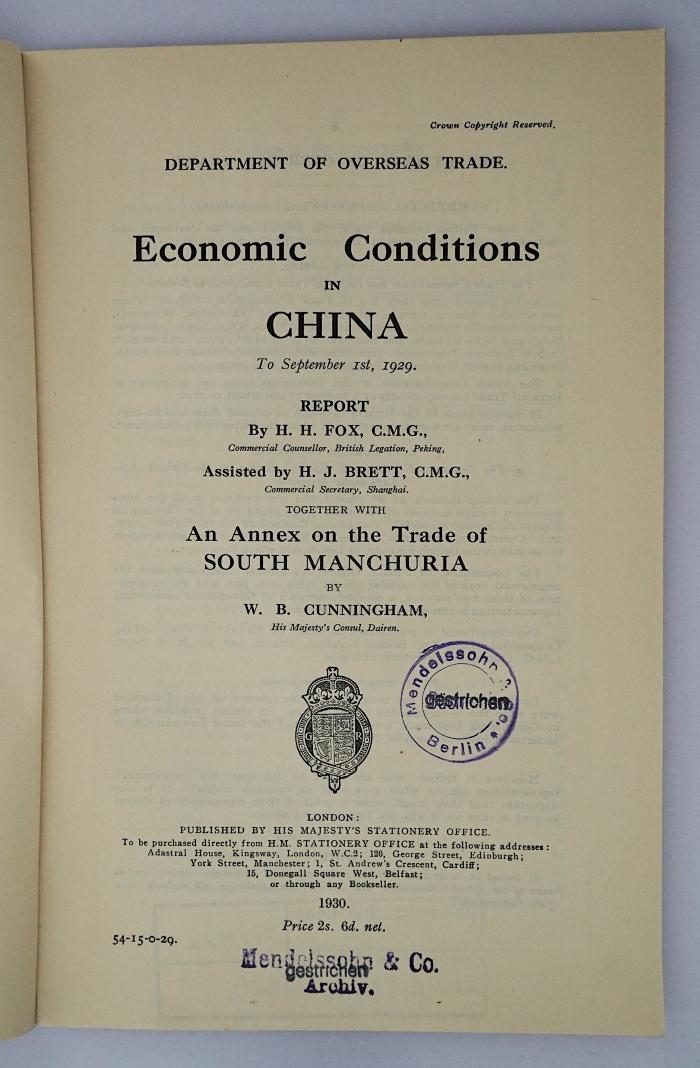 Crown Copyright Reserved.
DEPARTMENT OF OVERSEAS TRADE.
Economic Conditions
IN
CHINA
To September 1st, 1929.
REPORT
By H. H. FOX, C.M.G.,
Commercial Counsellor, British Legation, Peking,
Assisted by H. J. BRETT, C.M.G.,
Commercial Secretary, Shanghai.
TOGETHER WITH
An Annex on the Trade of
SOUTH MANCHURIA
BY
W. B. CUNNINGHAM,
His Majesty's Consul, Dairen.
Mendelssohn
gestrichen
Berlin
G R
LONDON:
PUBLISHED BY HIS MAJESTY'S STATIONERY OFFICE.
To be purchased directly from H.M. STATIONERY OFFICE at the following addresses:
Adastral House, Kingsway, London, W.C.2; 120, George Street, Edinburgh;
York Street, Manchester; 1, St. Andrew's Crescent, Cardiff;
15, Donegall Square West, Belfast;
or through any Bookseller.
1930.
Price 2s. 6d. net.
54-15-0-29.
Mendelssohn & Co.
gestrichen
Archiv.